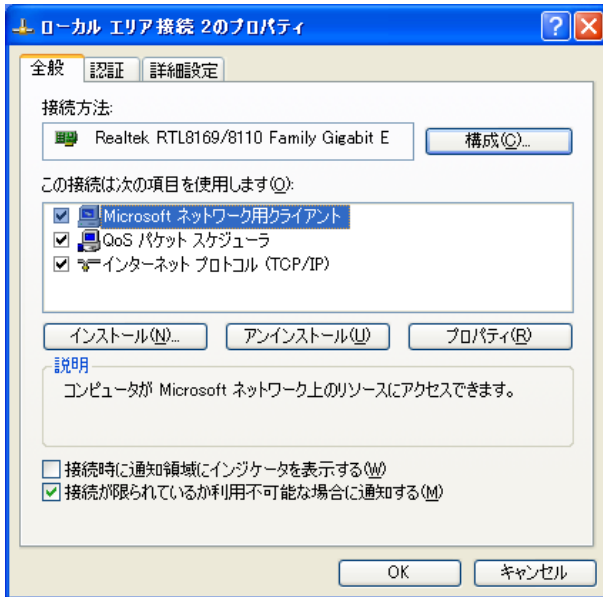 ローカル エリア接続 2のプロパティ
全般 認証 詳細設定
接続方法:
Realtek RTL8169/8110 Family Gigabit E 構成(C)...
この接続は次の項目を使用します(O):
Microsoft ネットワーク用クライアント
QoS パケット スケジューラ
インターネット プロトコル (TCP/IP)
インストール(N)... アンインストール(U) プロパティ(R)
説明
コンピュータが Microsoft ネットワーク上のリソースにアクセスできます。
接続時に通知領域にインジケータを表示する(W)
接続が限られているか利用不可能な場合に通知する(M)
OK キャンセル